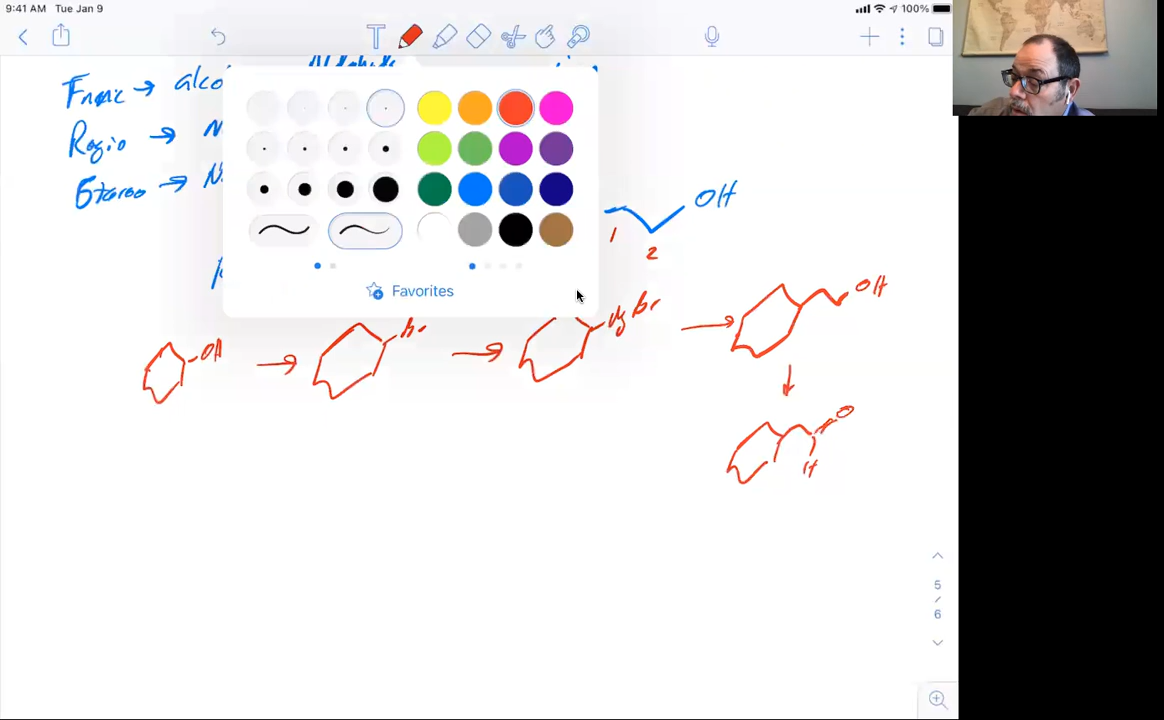 9:41 AM Tue Jan 9
100%
T
Aldehyde
Func → alco
Regio → N
Stereo →
OH
1
2
Favorites
OH → Br → MgBr → OH
O
H
5
/
6